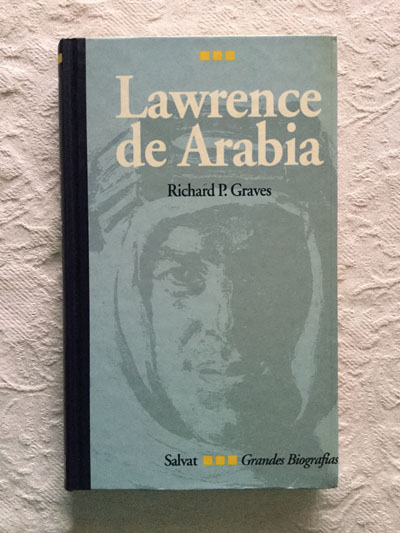 Lawrence
de Arabia
Richard P. Graves
Salvat Grandes Biografías